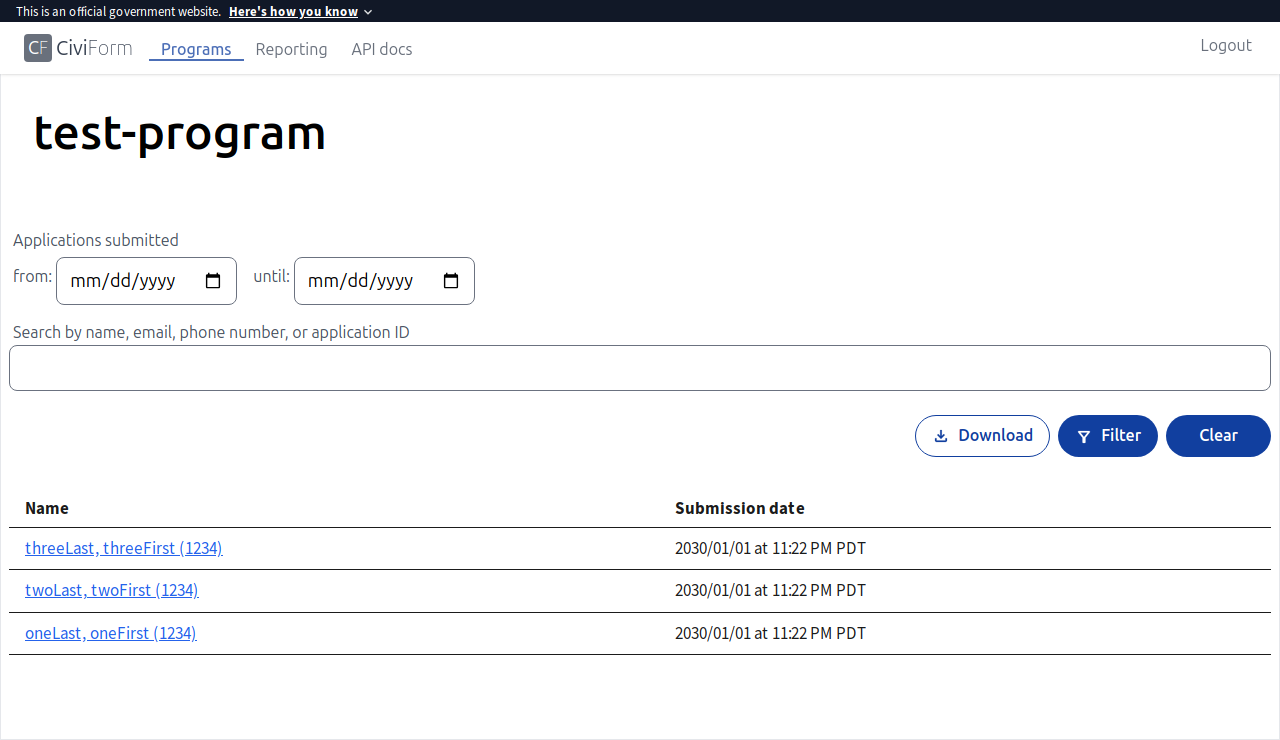 This is an official government website. Here's how you know
CF CiviForm Programs Reporting API docs Logout
test-program
Applications submitted
from: mm/dd/yyyy until: mm/dd/yyyy
Search by name, email, phone number, or application ID
Download Filter Clear
Name Submission date
threeLast, threeFirst (1234) 2030/01/01 at 11:22 PM PDT
twoLast, twoFirst (1234) 2030/01/01 at 11:22 PM PDT
oneLast, oneFirst (1234) 2030/01/01 at 11:22 PM PDT